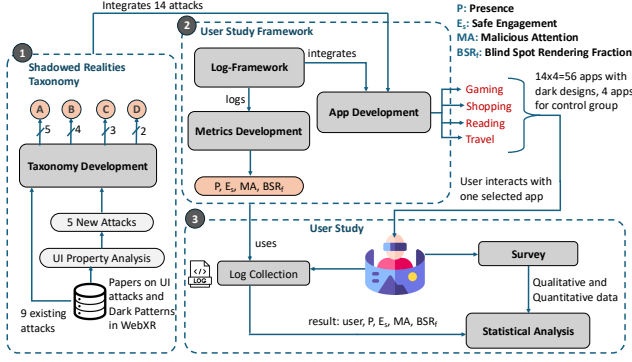 Integrates 14 attacks
P: Presence
Es: Safe Engagement
MA: Malicious Attention
BSRf: Blind Spot Rendering Fraction
1
Shadowed Realities
Taxonomy
A
B
C
D
5
4
3
2
Taxonomy Development
5 New Attacks
UI Property Analysis
9 existing
attacks
Papers on UI
attacks and
Dark Patterns
in WebXR
2
User Study Framework
Log-Framework
integrates
logs
Metrics Development
App Development
P, Es, MA, BSRf
Gaming
Shopping
Reading
Travel
14x4=56 apps with
dark designs, 4 apps
for control group
User interacts with
one selected app
3
User Study
uses
LOG
Log Collection
Survey
Qualitative and
Quantitative data
result: user, P, Es, MA, BSRf
Statistical Analysis